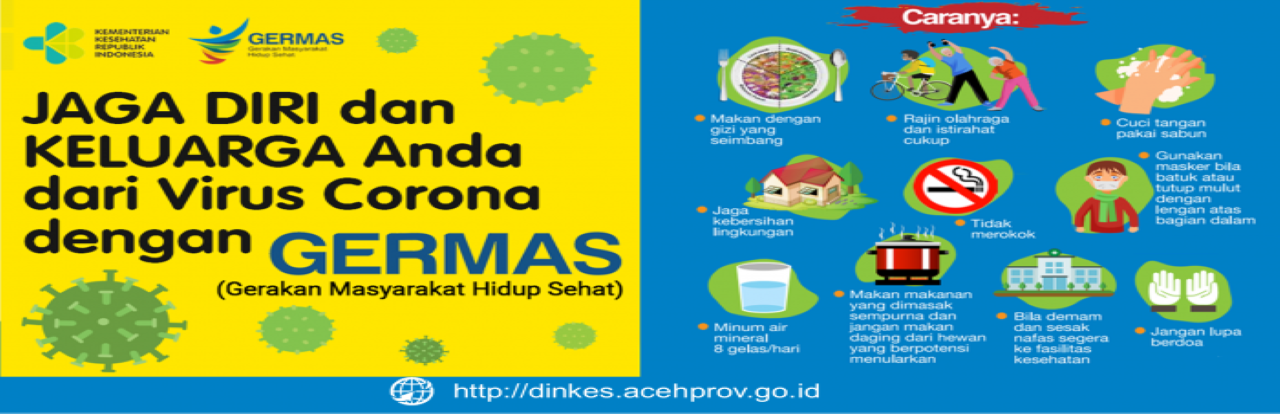 KEMENTERIAN
KESEHATAN
REPUBLIK
INDONESIA
GERMAS
Gerakan Masyarakat
Hidup Sehat
JAGA DIRI dan
KELUARGA Anda
dari Virus Corona
dengan GERMAS
(Gerakan Masyarakat Hidup Sehat)
Caranya:
Makan dengan
gizi yang
seimbang
Rajin olahraga
dan istirahat
cukup
Cuci tangan
pakai sabun
Jaga
kebersihan
lingkungan
Tidak
merokok
Gunakan
masker bila
batuk atau
tutup mulut
dengan
lengan atas
bagian dalam
Minum air
mineral
8 gelas/hari
Makan makanan
yang dimasak
sempurna dan
jangan makan
daging dari hewan
yang berpotensi
menularkan
Bila demam
dan sesak
nafas segera
ke fasilitas
kesehatan
Jangan lupa
berdoa
http://dinkes.acehprov.go.id